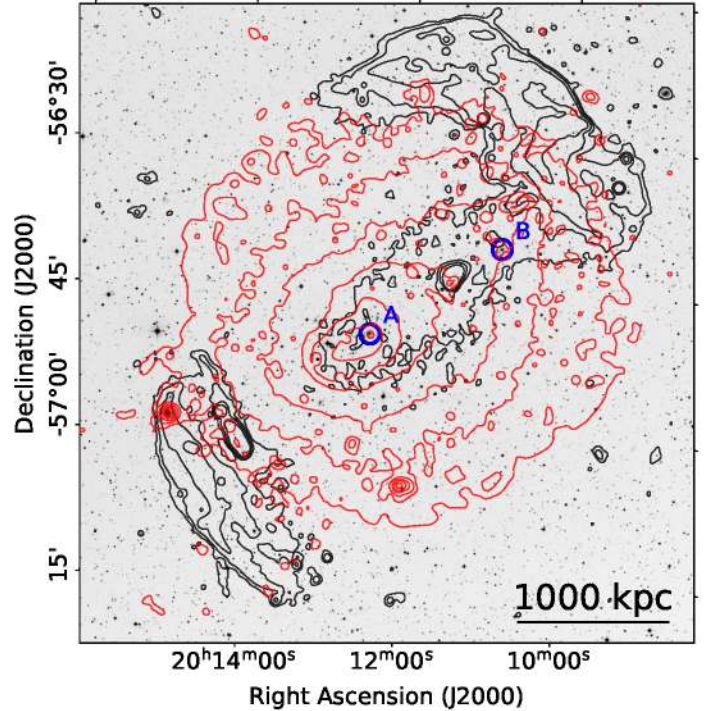 -56°30'
B
45'
A
-57°00'
15'
1000 kpc
20ʰ14ᵐ00ˢ 12ᵐ00ˢ 10ᵐ00ˢ
Right Ascension (J2000)
Declination (J2000)